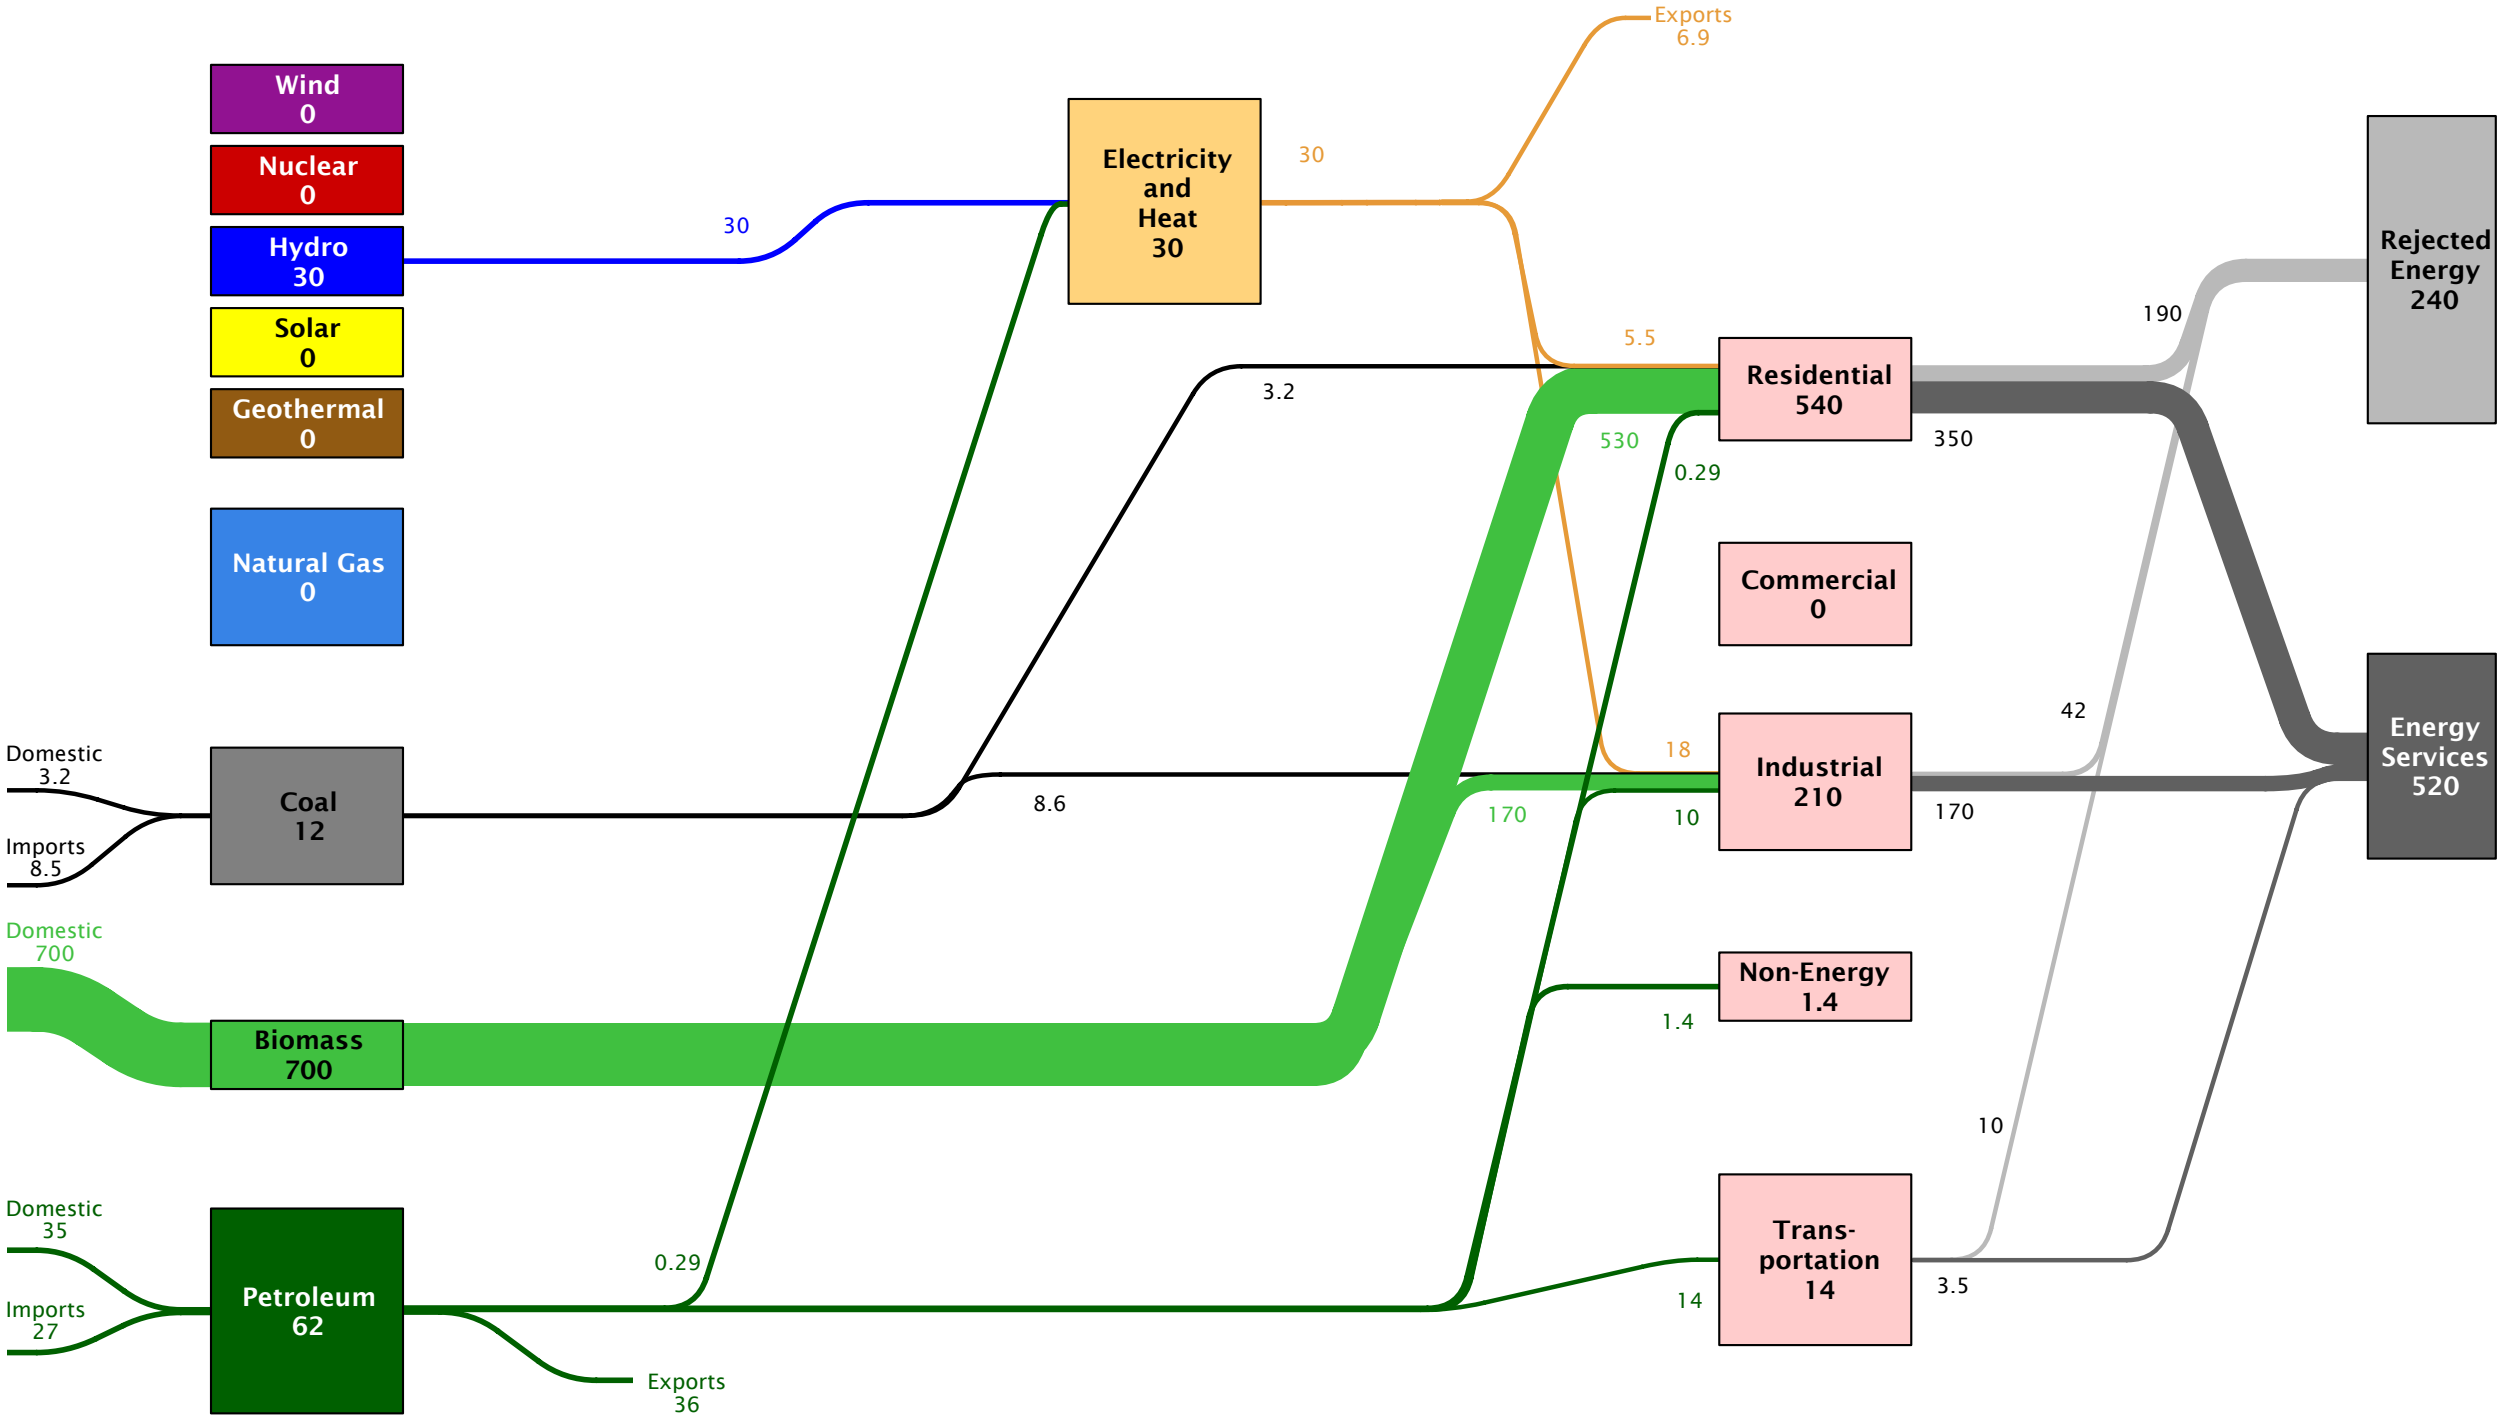 Exports
6.9
Wind
0
Nuclear
0
Hydro
30
Solar
0
Geothermal
0
Natural Gas
0
30
Electricity
and
Heat
30
30
5.5
3.2
530
0.29
Residential
540
190
350
Rejected
Energy
240
Commercial
0
Domestic
3.2
Imports
8.5
Coal
12
8.6
18
170
10
Industrial
210
42
170
Energy
Services
520
Domestic
700
Biomass
700
Non-Energy
1.4
1.4
Domestic
35
Imports
27
Petroleum
62
0.29
Exports
36
14
Trans-
portation
14
10
3.5